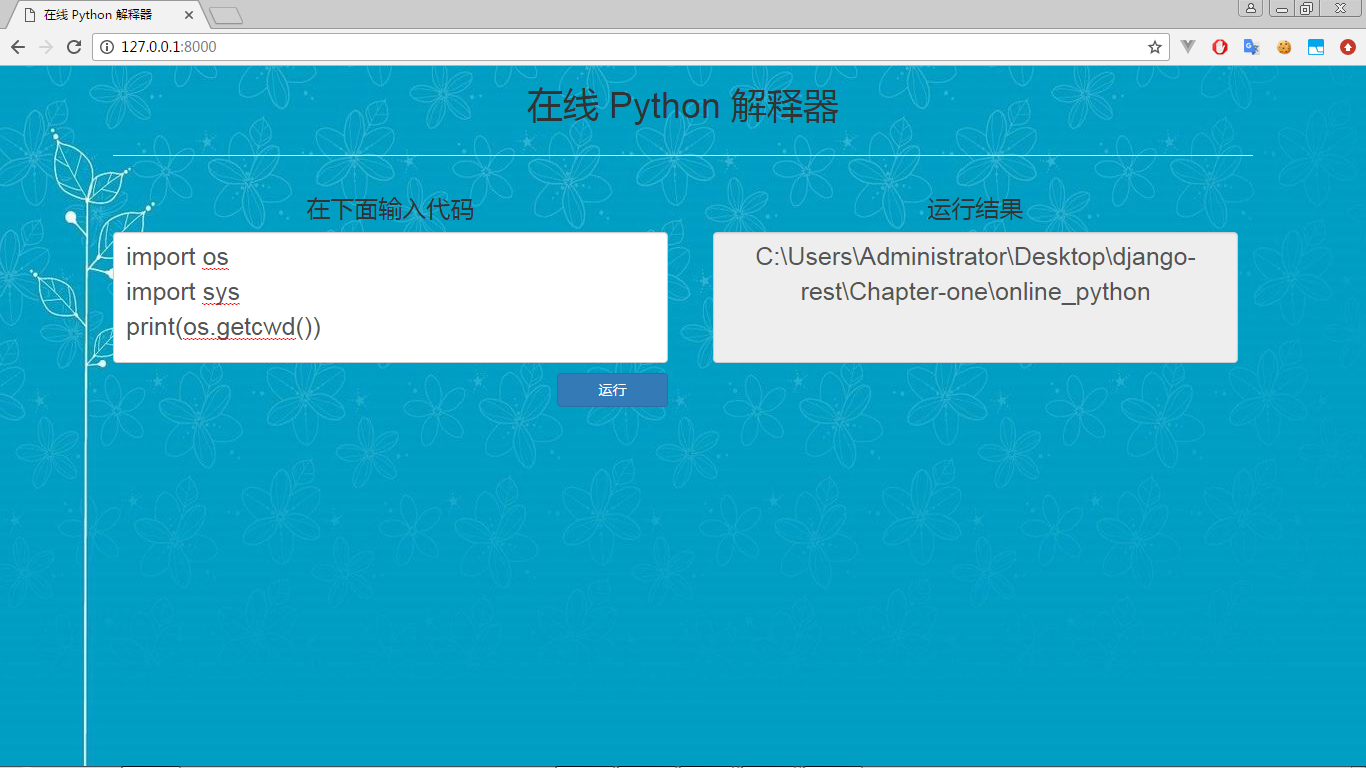 在线 Python 解释器
127.0.0.1:8000
在线 Python 解释器
在下面输入代码
import os
import sys
print(os.getcwd())
运行
运行结果
C:\Users\Administrator\Desktop\django-
rest\Chapter-one\online_python